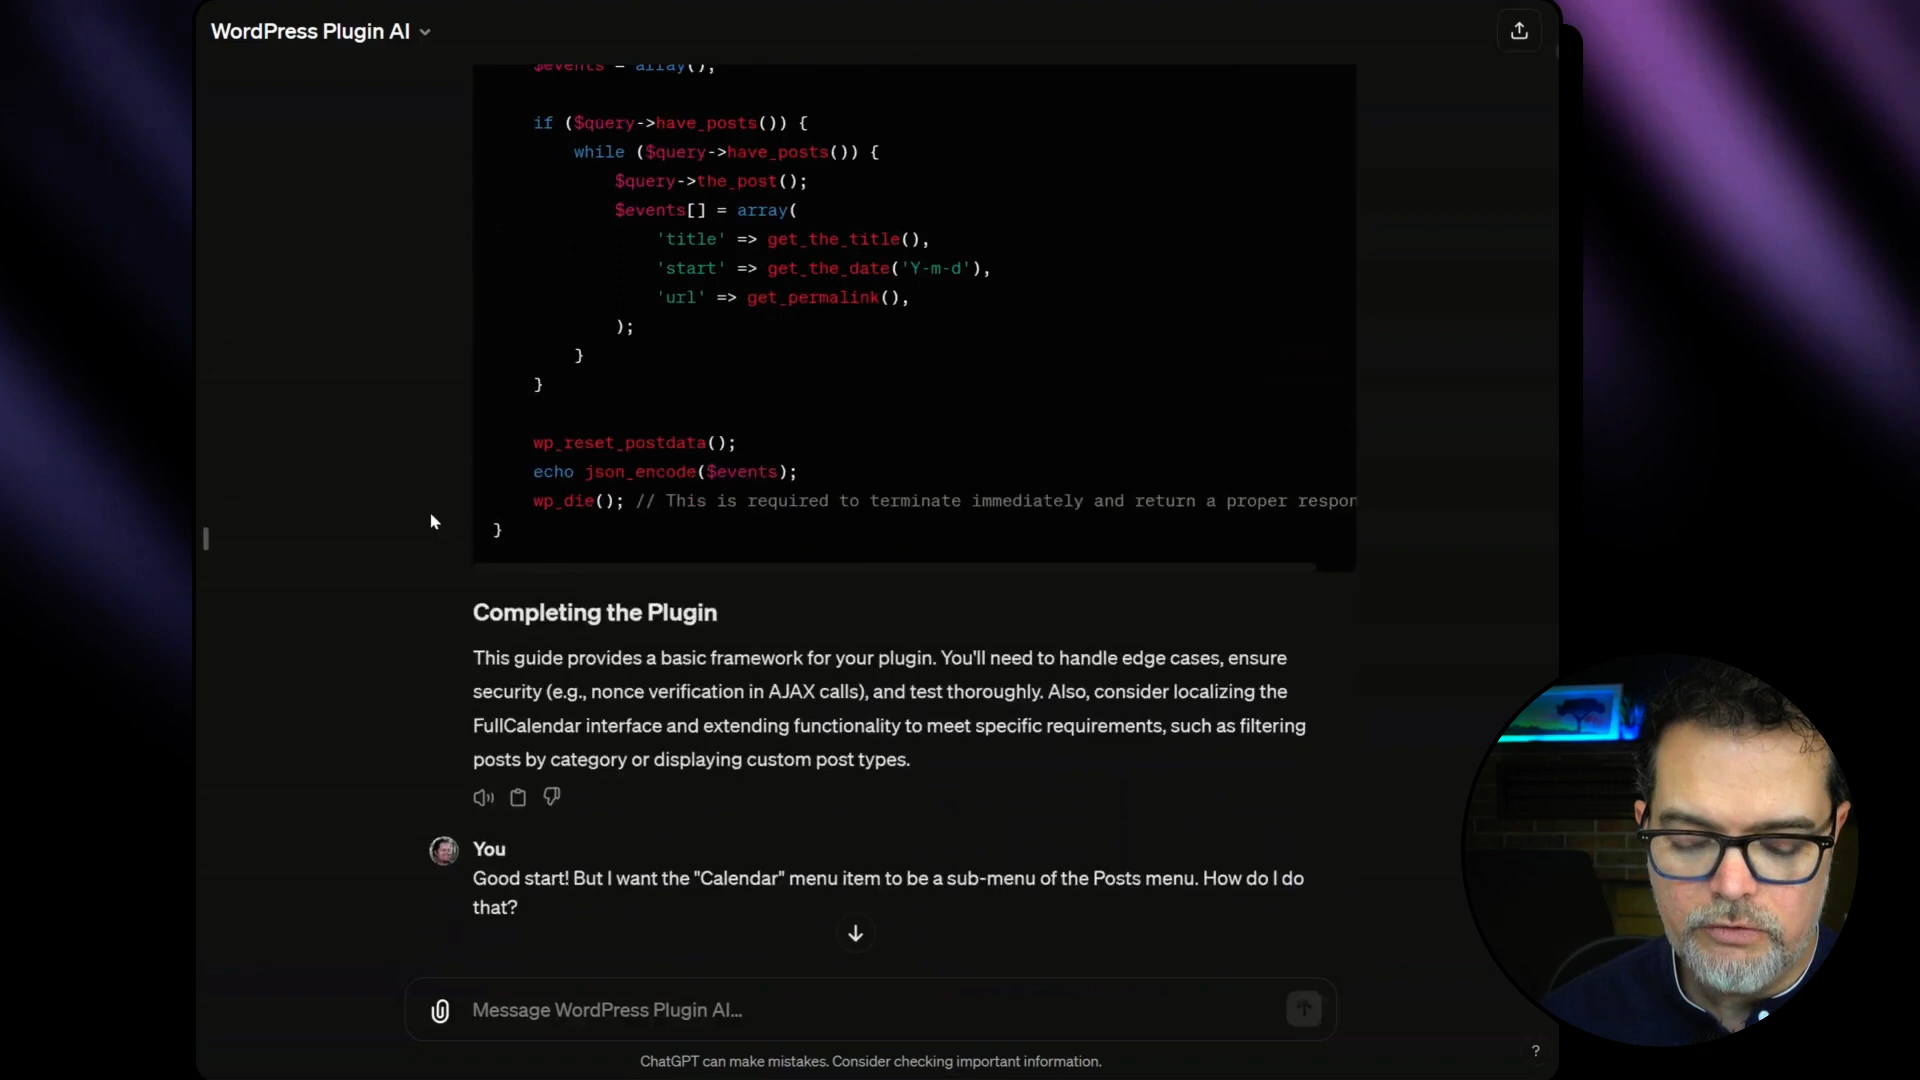 WordPress Plugin AI
$events = array();
if ($query->have_posts()) {
while ($query->have_posts()) {
$query->the_post();
$events[] = array(
'title' => get_the_title(),
'start' => get_the_date('Y-m-d'),
'url' => get_permalink(),
);
}
}
wp_reset_postdata();
echo json_encode($events);
wp_die(); // This is required to terminate immediately and return a proper respon
}
Completing the Plugin
This guide provides a basic framework for your plugin. You'll need to handle edge cases, ensure
security (e.g., nonce verification in AJAX calls), and test thoroughly. Also, consider localizing the
FullCalendar interface and extending functionality to meet specific requirements, such as filtering
posts by category or displaying custom post types.
You
Good start! But I want the "Calendar" menu item to be a sub-menu of the Posts menu. How do I do
that?
Message WordPress Plugin AI...
ChatGPT can make mistakes. Consider checking important information.
?